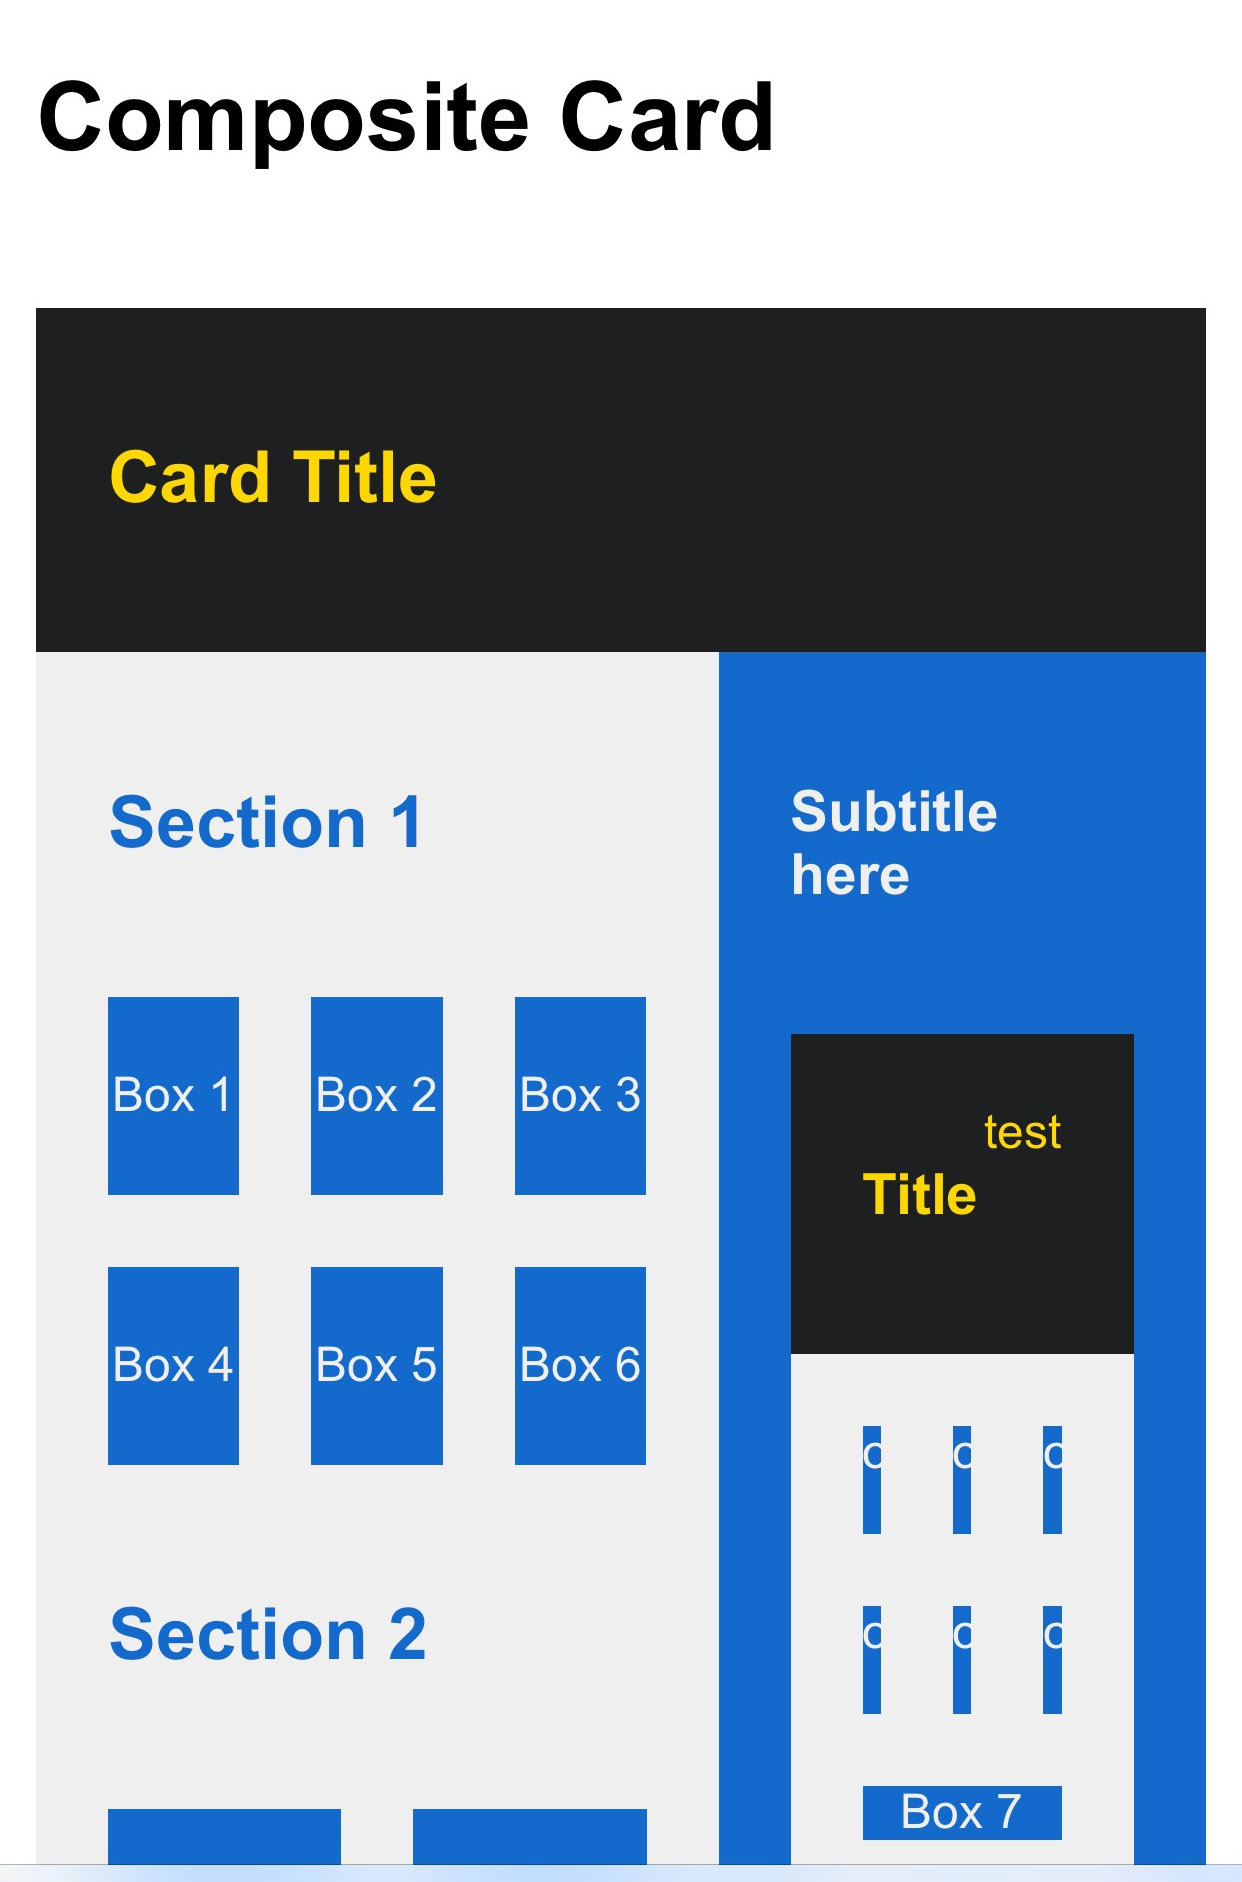 Composite Card
Card Title
Section 1
Box 1 Box 2 Box 3
Box 4 Box 5 Box 6
Section 2
Subtitle
here
test
Title
Box 7